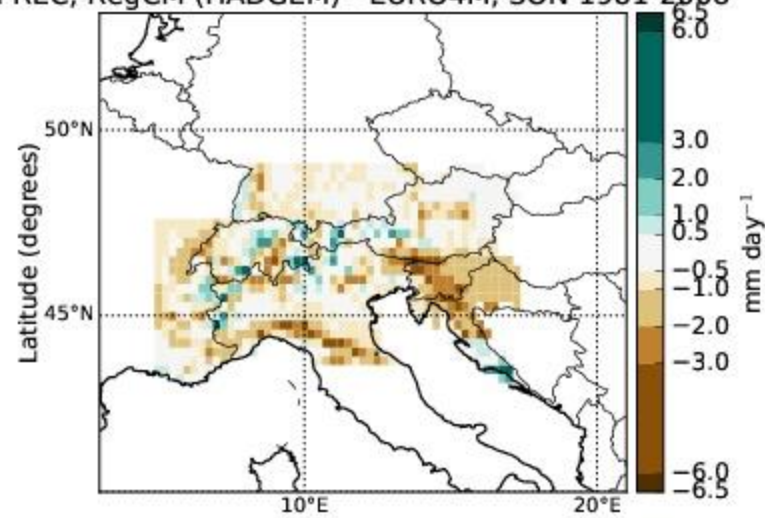 PREC, RegCM (HADGEM) - EURO4M, SON 1981-2008
6.5
6.0
50°N
3.0
2.0
1.0
0.5
−0.5
−1.0
45°N
−2.0
−3.0
−6.0
−6.5
10°E
20°E
Latitude (degrees)
mm day⁻¹